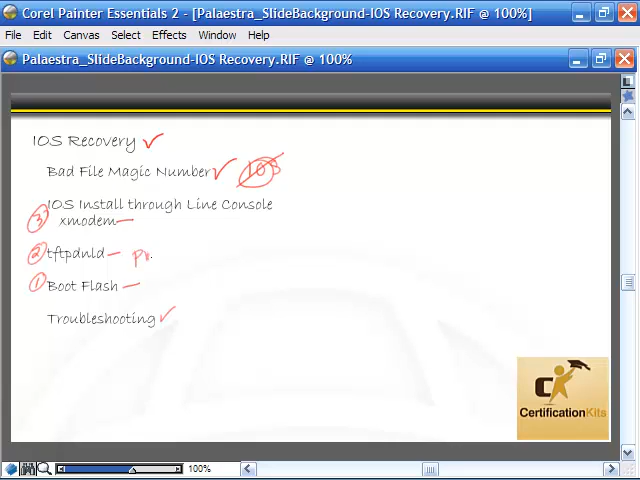 Corel Painter Essentials 2 - [Palaestra_SlideBackground-IOS Recovery.RIF @ 100%]
File Edit Canvas Select Effects Window Help
Palaestra_SlideBackground-IOS Recovery.RIF @ 100%
IOS Recovery
Bad File Magic Number IOS
IOS Install through Line Console
3 xmodem
2 tftpdnld
1 Boot Flash
Troubleshooting
CK
CertificationKits
100%